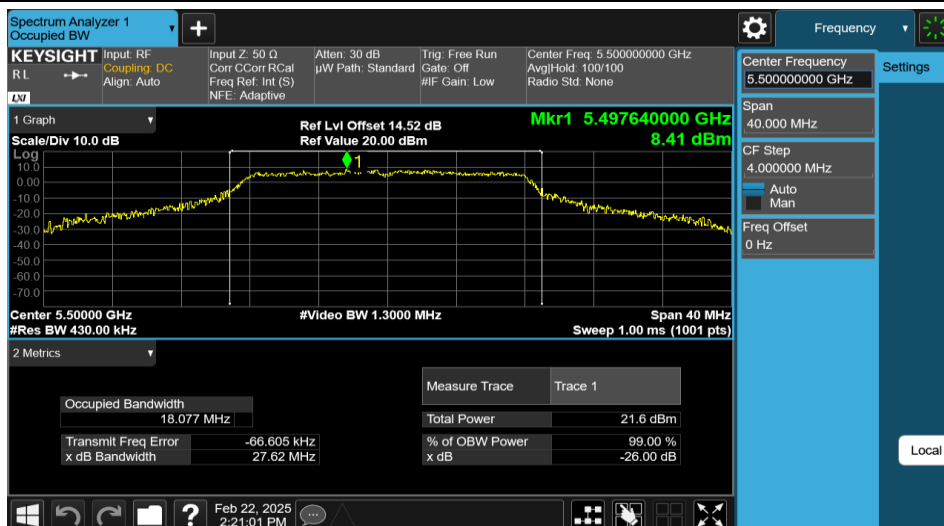 Spectrum Analyzer 1
Occupied BW
+
Frequency
KEYSIGHT
R L
LXI
Input: RF
Coupling: DC
Align: Auto
Input Z: 50 Ω
Corr CCorr RCal
Freq Ref: Int (S)
NFE: Adaptive
Atten: 30 dB
µW Path: Standard
Trig: Free Run
Gate: Off
#IF Gain: Low
Center Freq: 5.500000000 GHz
Avg|Hold: 100/100
Radio Std: None
Center Frequency
5.500000000 GHz
Settings
Span
40.000 MHz
CF Step
4.000000 MHz
Auto
Man
Freq Offset
0 Hz
Local
1 Graph
Scale/Div 10.0 dB
Ref Lvl Offset 14.52 dB
Ref Value 20.00 dBm
Mkr1 5.497640000 GHz
8.41 dBm
Log
1
10.0
0.00
-10.0
-20.0
-30.0
-40.0
-50.0
-60.0
-70.0
Center 5.50000 GHz
#Video BW 1.3000 MHz
Span 40 MHz
#Res BW 430.00 kHz
Sweep 1.00 ms (1001 pts)
2 Metrics
Measure Trace Trace 1
Occupied Bandwidth
18.077 MHz
Total Power 21.6 dBm
Transmit Freq Error -66.605 kHz
% of OBW Power 99.00 %
x dB Bandwidth 27.62 MHz
x dB -26.00 dB
?
Feb 22, 2025
2:21:01 PM